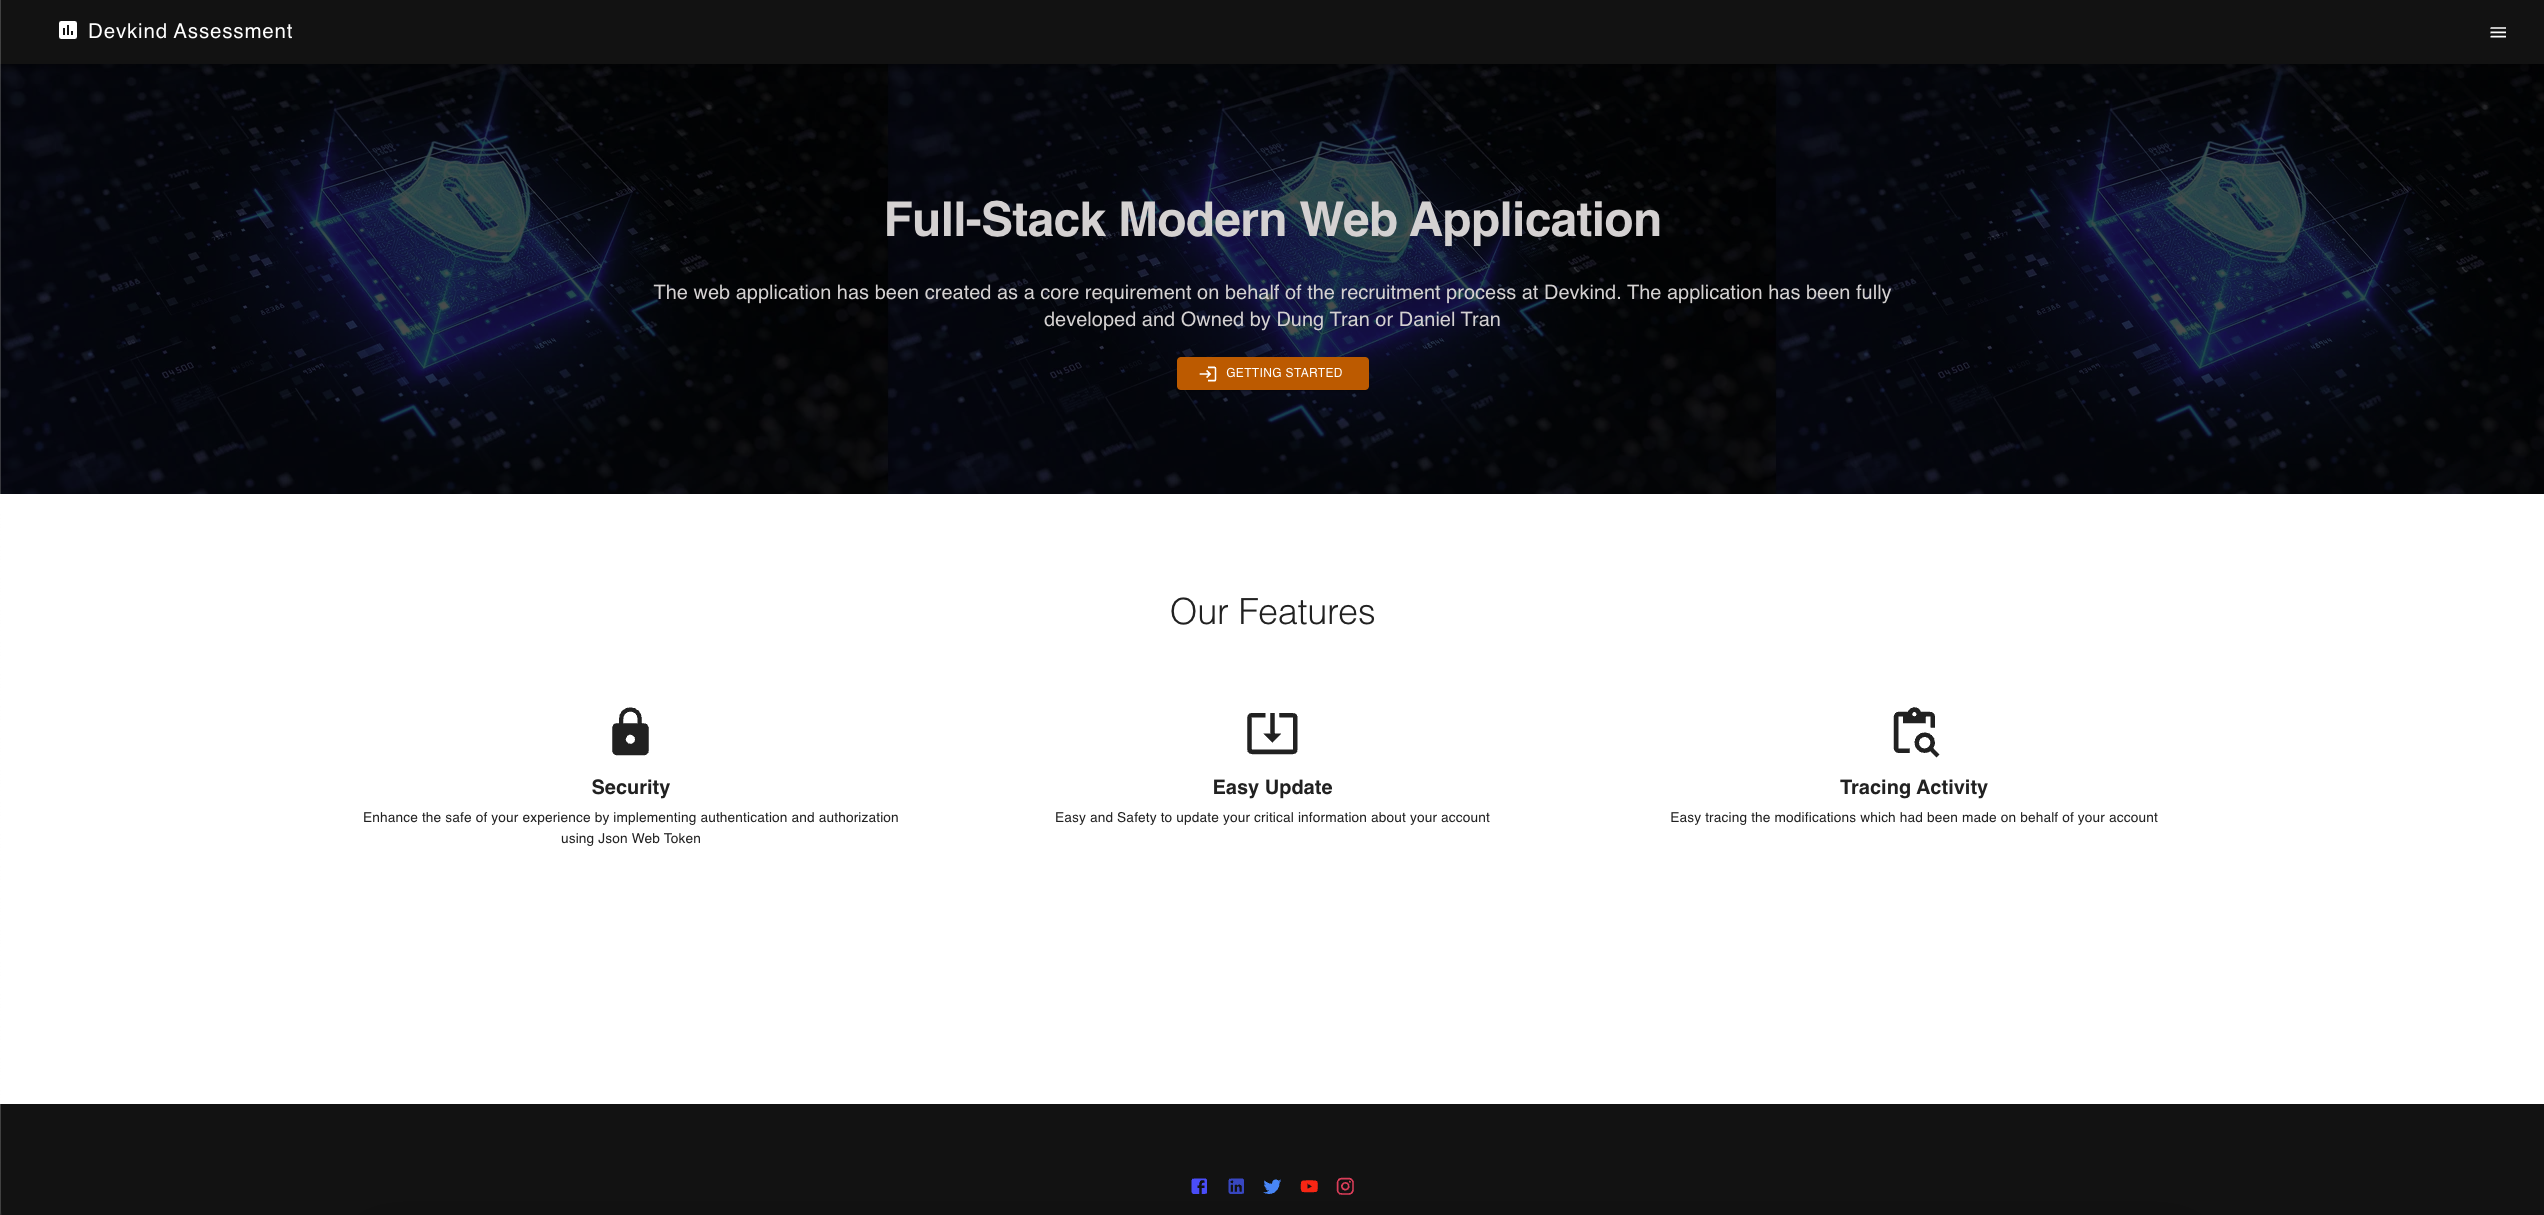 Devkind Assessment
Full-Stack Modern Web Application
The web application has been created as a core requirement on behalf of the recruitment process at Devkind. The application has been fully
developed and Owned by Dung Tran or Daniel Tran
GETTING STARTED
Our Features
Security
Enhance the safe of your experience by implementing authentication and authorization
using Json Web Token
Easy Update
Easy and Safety to update your critical information about your account
Tracing Activity
Easy tracing the modifications which had been made on behalf of your account